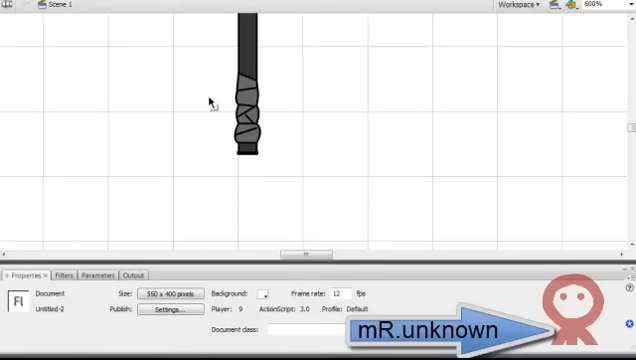 Scene 1
Workspace
600%
Properties
Filters
Parameters
Output
Fl
Document
Untitled-2
Size:
550 x 400 pixels
Background:
Frame rate:
12
fps
Publish:
Settings...
Player: 9
ActionScript: 3.0
Profile: Default
Document class:
mR.unknown